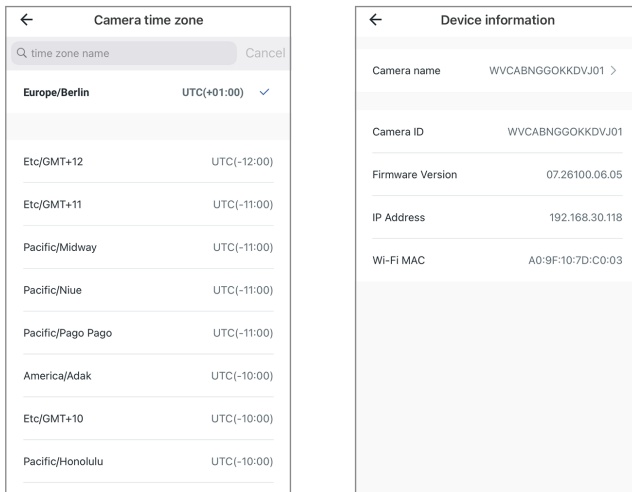 Camera time zone
time zone name Cancel
Europe/Berlin UTC(+01:00)
Etc/GMT+12 UTC(-12:00)
Etc/GMT+11 UTC(-11:00)
Pacific/Midway UTC(-11:00)
Pacific/Niue UTC(-11:00)
Pacific/Pago Pago UTC(-11:00)
America/Adak UTC(-10:00)
Etc/GMT+10 UTC(-10:00)
Pacific/Honolulu UTC(-10:00)
Device information
Camera name WVCABNGGOKKDVJ01
Camera ID WVCABNGGOKKDVJ01
Firmware Version 07.26100.06.05
IP Address 192.168.30.118
Wi-Fi MAC A0:9F:10:7D:C0:03